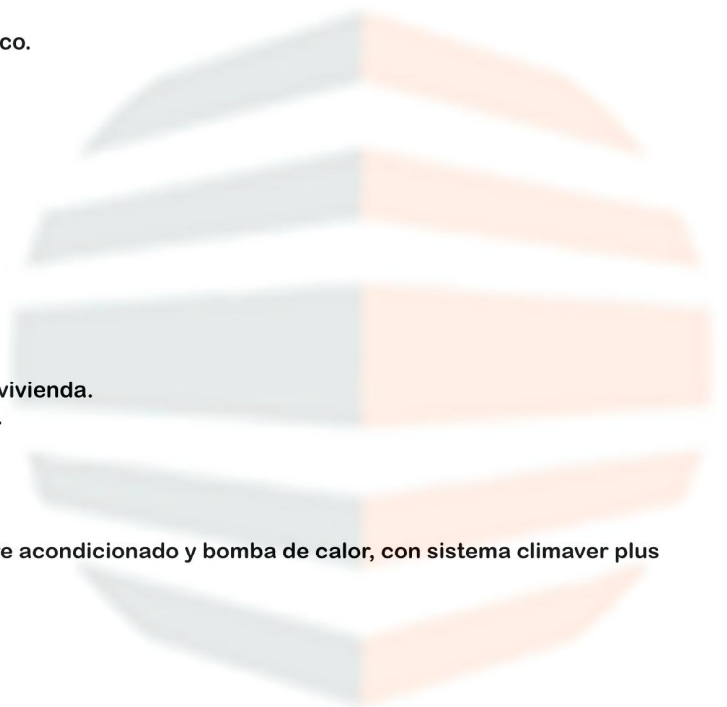 co.
vivienda.
.
e acondicionado y bomba de calor, con sistema climaver plus